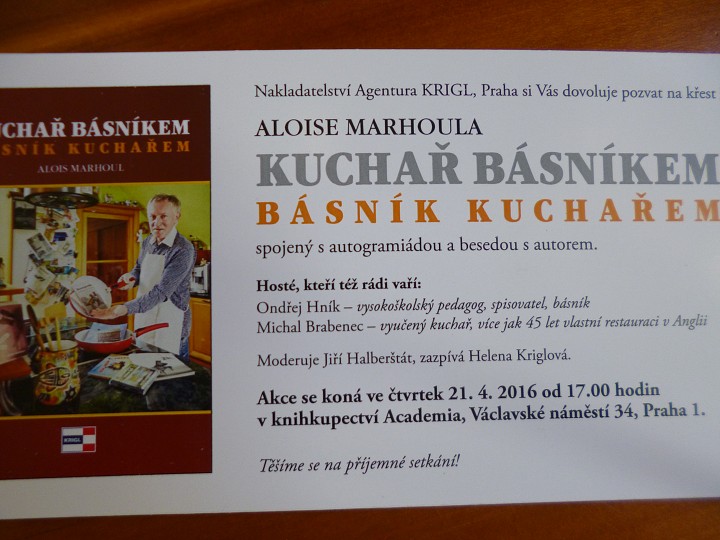 UCHAŘ BÁSNÍKEM
ÁSNÍK KUCHAŘEM
ALOIS MARHOUL
KRIGL
Nakladatelství Agentura KRIGL, Praha si Vás dovoluje pozvat na křest
ALOISE MARHOULA
KUCHAŘ BÁSNÍKEM
BÁSNÍK KUCHAŘEM
spojený s autogramiádou a besedou s autorem.
Hosté, kteří též rádi vaří:
Ondřej Hník – vysokoškolský pedagog, spisovatel, básník
Michal Brabenec – vyučený kuchař, více jak 45 let vlastní restauraci v Anglii
Moderuje Jiří Halberštát, zazpívá Helena Kriglová.
Akce se koná ve čtvrtek 21. 4. 2016 od 17.00 hodin
v knihkupectví Academia, Václavské náměstí 34, Praha 1.
Těšíme se na příjemné setkání!